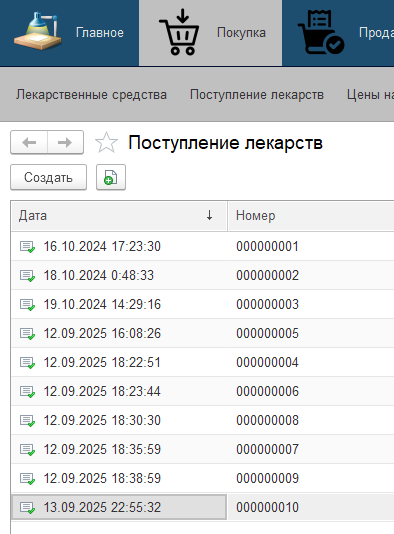 Главное
Покупка
Прода
Лекарственные средства Поступление лекарств Цены на
Поступление лекарств
Создать
Дата ↓ Номер
16.10.2024 17:23:30 000000001
18.10.2024 0:48:33 000000002
19.10.2024 14:29:16 000000003
12.09.2025 16:08:26 000000005
12.09.2025 18:22:51 000000004
12.09.2025 18:23:44 000000006
12.09.2025 18:30:30 000000008
12.09.2025 18:35:59 000000007
12.09.2025 18:38:59 000000009
13.09.2025 22:55:32 000000010